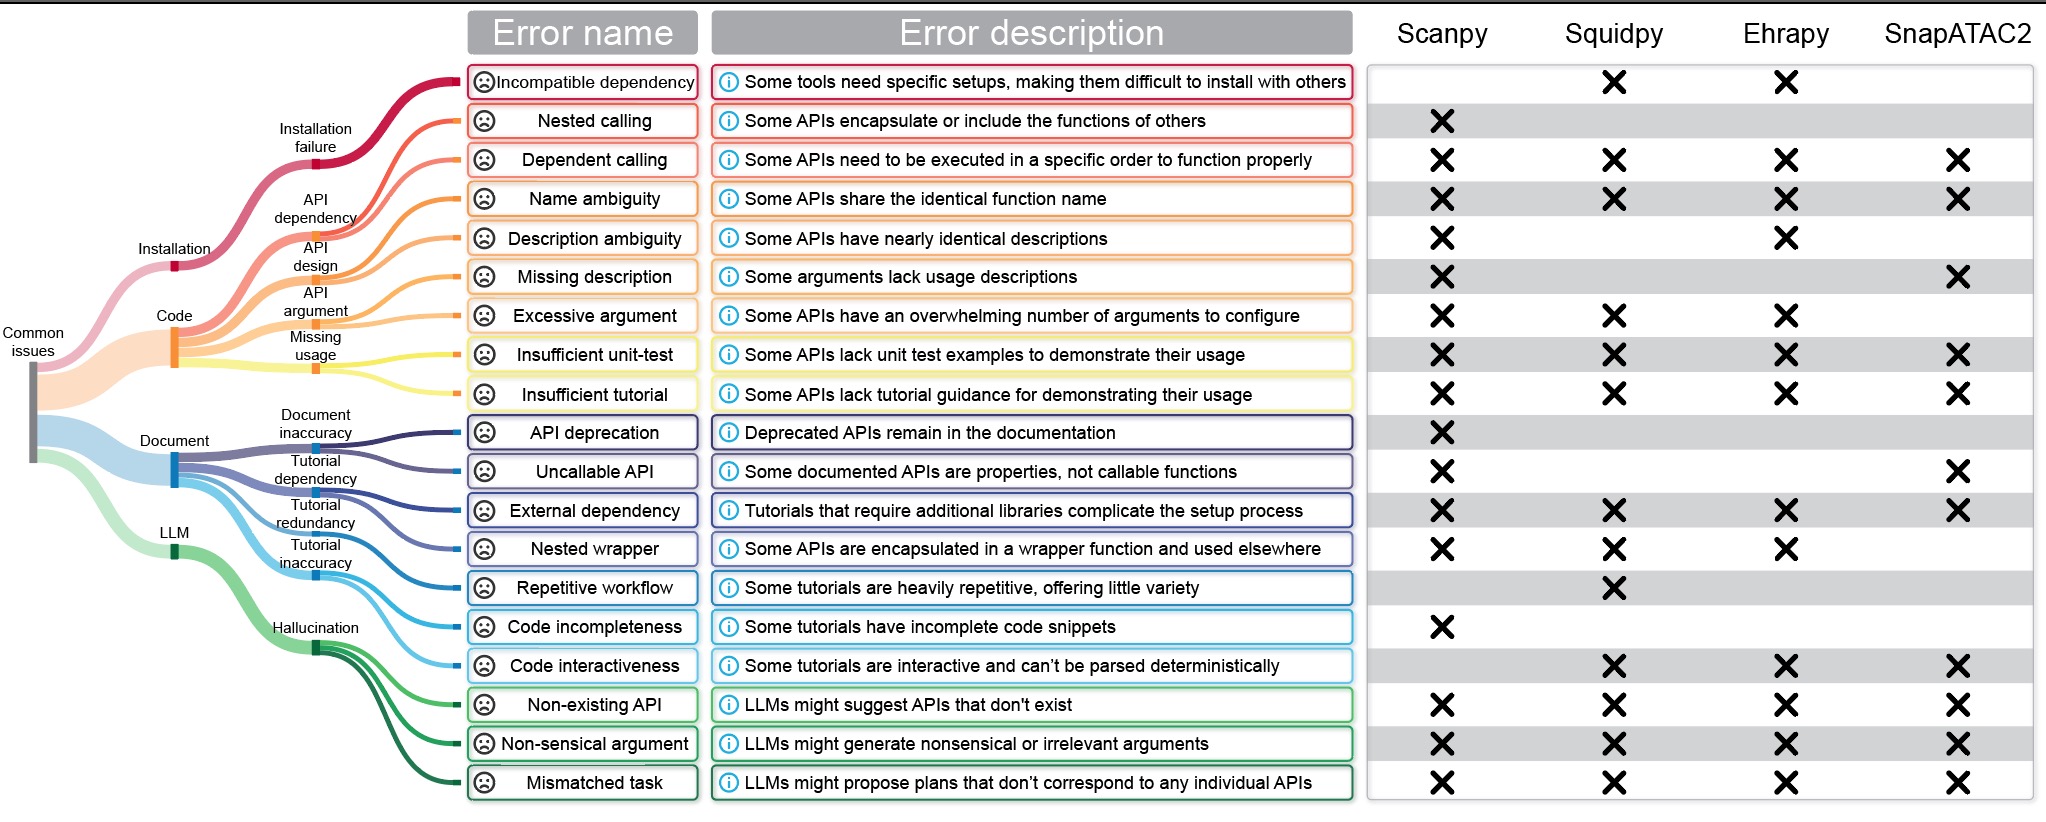 Error name
Error description
Scanpy
Squidpy
Ehrapy
SnapATAC2
Common
issues
Installation
Code
Document
LLM
Installation
failure
API
dependency
API
design
API
argument
Missing
usage
Document
inaccuracy
Tutorial
dependency
Tutorial
redundancy
Tutorial
inaccuracy
Hallucination
Incompatible dependency
Some tools need specific setups, making them difficult to install with others
Nested calling
Some APIs encapsulate or include the functions of others
Dependent calling
Some APIs need to be executed in a specific order to function properly
Name ambiguity
Some APIs share the identical function name
Description ambiguity
Some APIs have nearly identical descriptions
Missing description
Some arguments lack usage descriptions
Excessive argument
Some APIs have an overwhelming number of arguments to configure
Insufficient unit-test
Some APIs lack unit test examples to demonstrate their usage
Insufficient tutorial
Some APIs lack tutorial guidance for demonstrating their usage
API deprecation
Deprecated APIs remain in the documentation
Uncallable API
Some documented APIs are properties, not callable functions
External dependency
Tutorials that require additional libraries complicate the setup process
Nested wrapper
Some APIs are encapsulated in a wrapper function and used elsewhere
Repetitive workflow
Some tutorials are heavily repetitive, offering little variety
Code incompleteness
Some tutorials have incomplete code snippets
Code interactiveness
Some tutorials are interactive and can’t be parsed deterministically
Non-existing API
LLMs might suggest APIs that don't exist
Non-sensical argument
LLMs might generate nonsensical or irrelevant arguments
Mismatched task
LLMs might propose plans that don’t correspond to any individual APIs